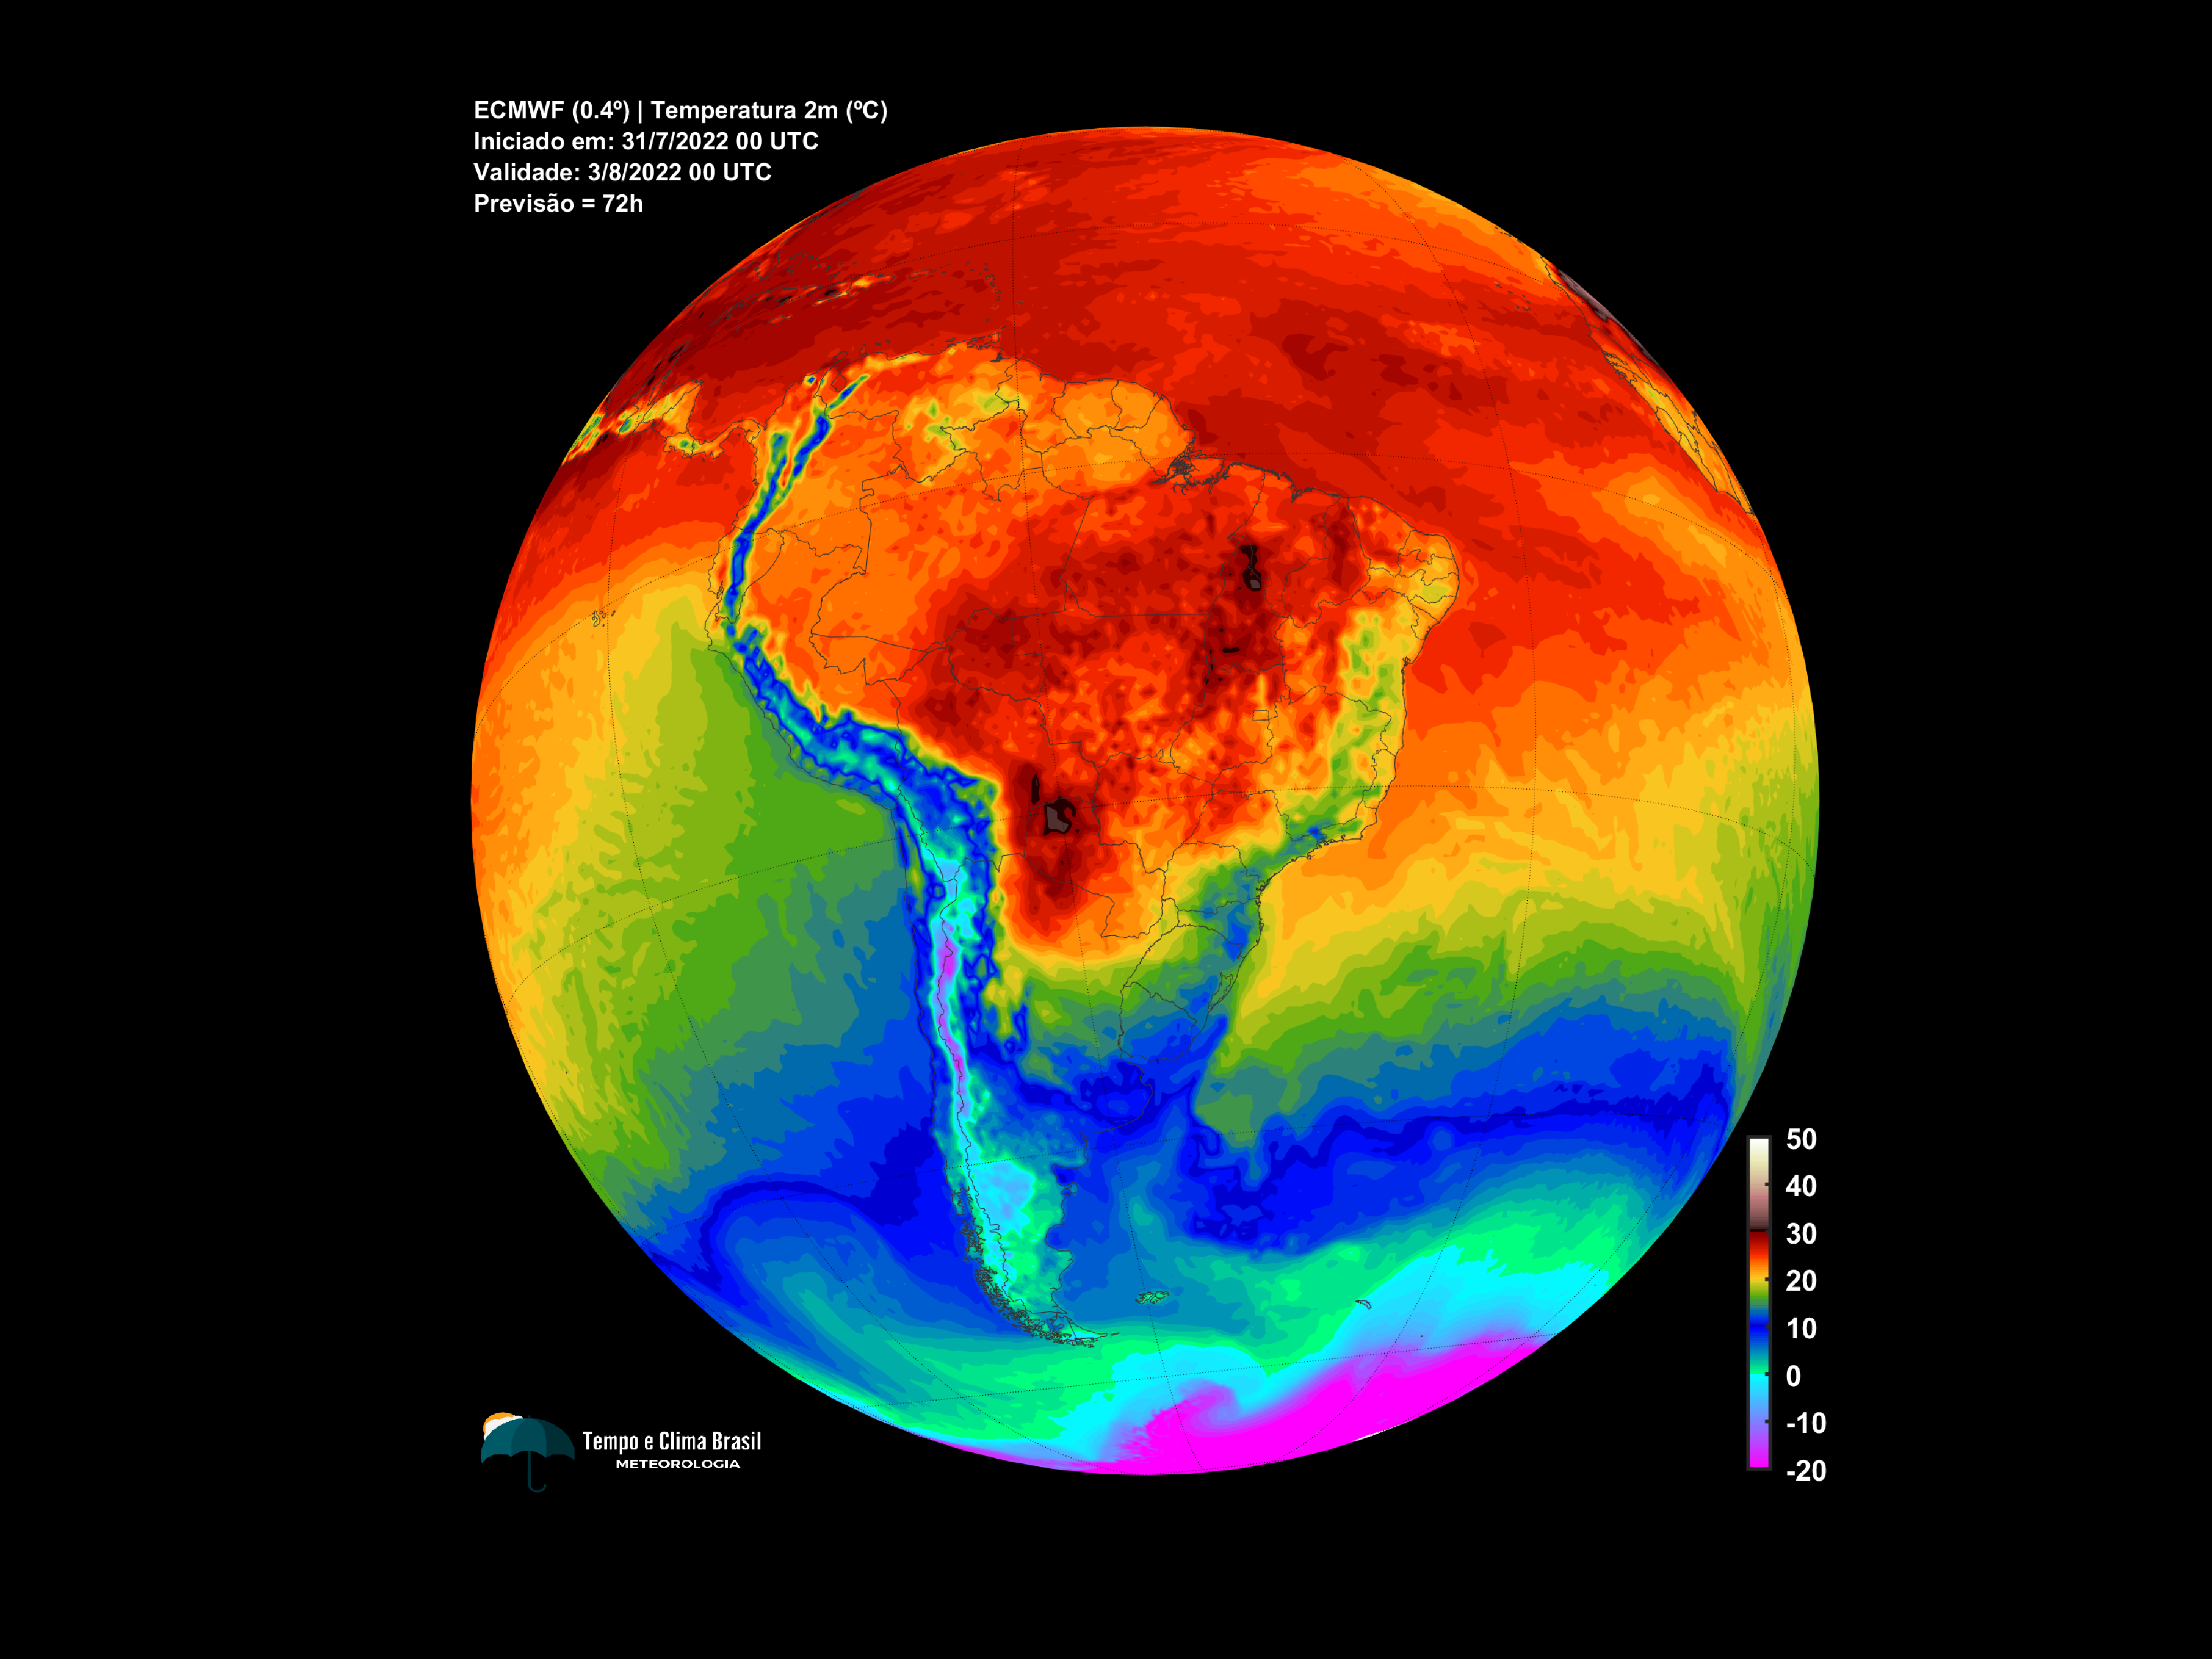 ECMWF (0.4º) | Temperatura 2m (ºC)
Iniciado em: 31/7/2022 00 UTC
Validade: 3/8/2022 00 UTC
Previsão = 72h
50
40
30
20
10
0
-10
-20
Tempo e Clima Brasil
METEOROLOGIA